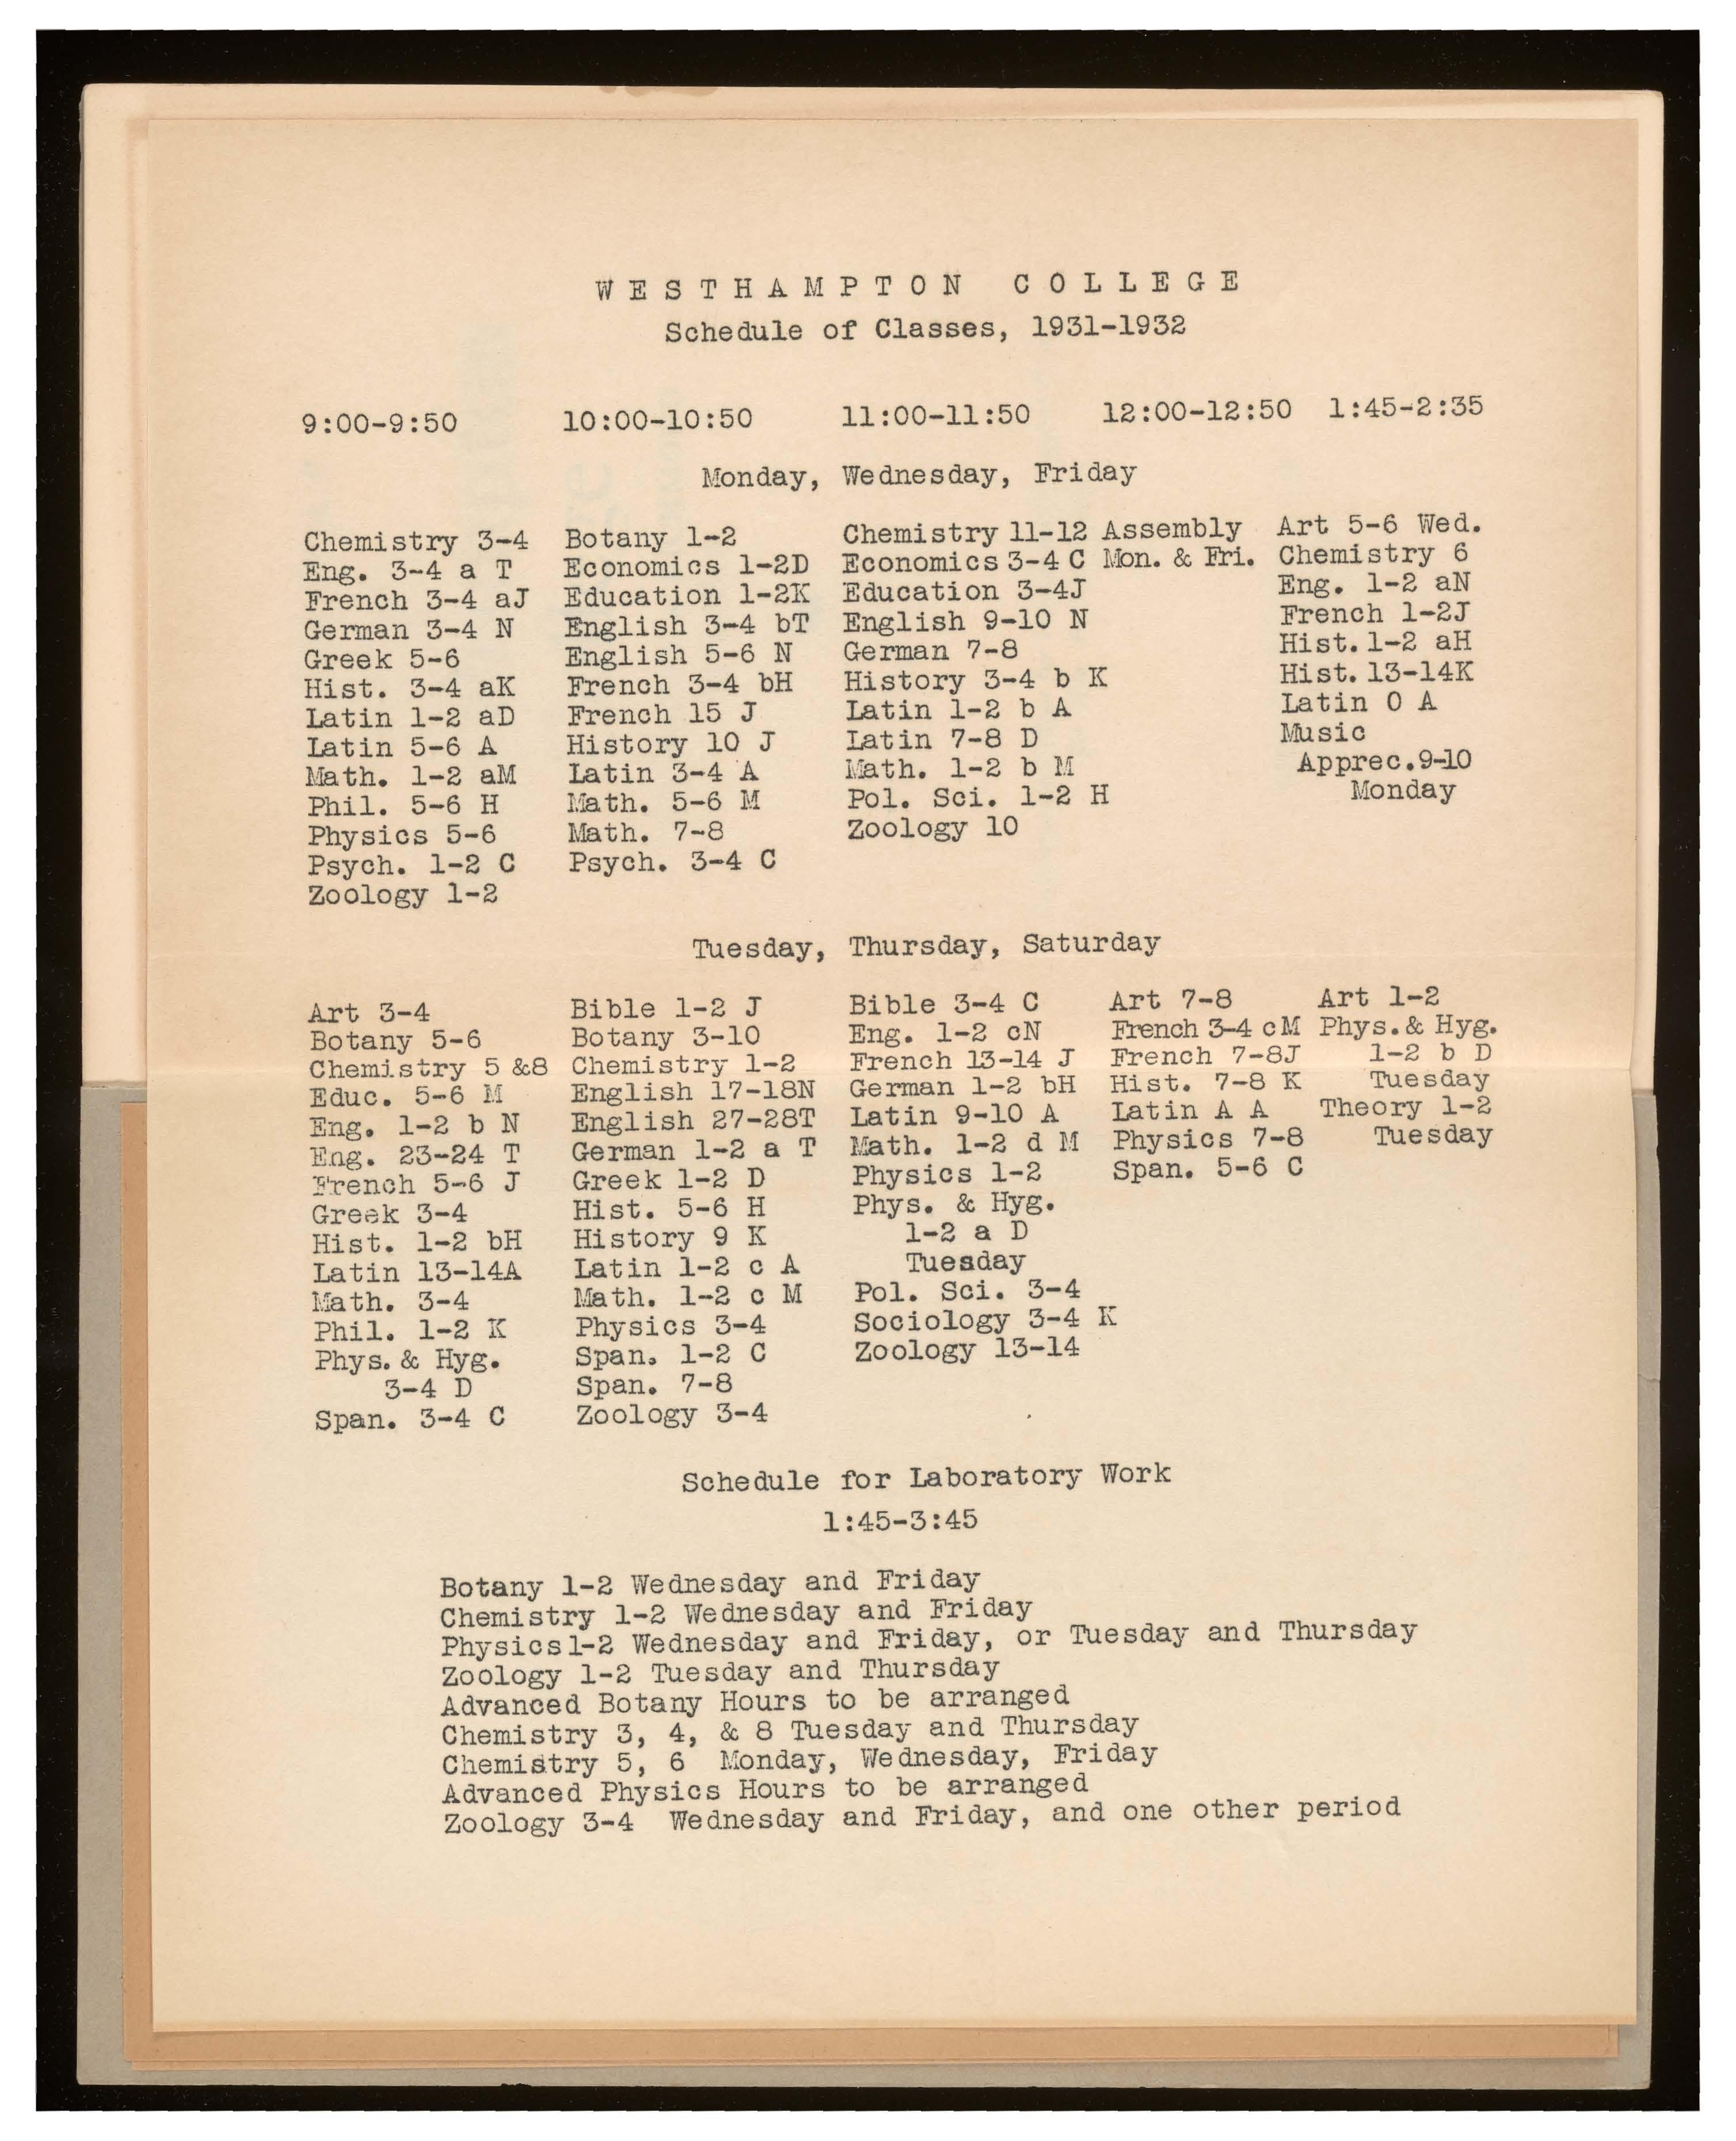 WESTHAMPTON COLLEGE
Schedule of Classes, 1931-1932
9:00-9:50 10:00-10:50 11:00-11:50 12:00-12:50 1:45-2:35
Monday, Wednesday, Friday
Chemistry 3-4
Eng. 3-4 a T
French 3-4 aJ
German 3-4 N
Greek 5-6
Hist. 3-4 aK
Latin 1-2 aD
Latin 5-6 A
Math. 1-2 aM
Phil. 5-6 H
Physics 5-6
Psych. 1-2 C
Zoology 1-2
Botany 1-2
Economics 1-2D
Education 1-2K
English 3-4 bT
English 5-6 N
French 3-4 bH
French 15 J
History 10 J
Latin 3-4 A
Math. 5-6 M
Math. 7-8
Psych. 3-4 C
Chemistry 11-12
Economics 3-4 C
Education 3-4J
English 9-10 N
German 7-8
History 3-4 b K
Latin 1-2 b A
Latin 7-8 D
Math. 1-2 b M
Pol. Sci. 1-2 H
Zoology 10
Assembly
Mon. & Fri.
Art 5-6 Wed.
Chemistry 6
Eng. 1-2 aN
French 1-2J
Hist. 1-2 aH
Hist. 13-14K
Latin O A
Music
Apprec.9-10
Monday
Tuesday, Thursday, Saturday
Art 3-4
Botany 5-6
Chemistry 5 &8
Educ. 5-6 M
Eng. 1-2 b N
Eng. 23-24 T
French 5-6 J
Greek 3-4
Hist. 1-2 bH
Latin 13-14A
Math. 3-4
Phil. 1-2 K
Phys. & Hyg.
3-4 D
Span. 3-4 C
Bible 1-2 J
Botany 3-10
Chemistry 1-2
English 17-18N
English 27-28T
German 1-2 a T
Greek 1-2 D
Hist. 5-6 H
History 9 K
Latin 1-2 c A
Math. 1-2 c M
Physics 3-4
Span. 1-2 C
Span. 7-8
Zoology 3-4
Bible 3-4 C
Eng. 1-2 cN
French 13-14 J
German 1-2 bH
Latin 9-10 A
Math. 1-2 d M
Physics 1-2
Phys. & Hyg.
1-2 a D
Tuesday
Pol. Sci. 3-4
Sociology 3-4 K
Zoology 13-14
Art 7-8
French 3-4 cM
French 7-8J
Hist. 7-8 K
Latin A A
Physics 7-8
Span. 5-6 C
Art 1-2
Phys. & Hyg.
1-2 b D
Tuesday
Theory 1-2
Tuesday
Schedule for Laboratory Work
1:45-3:45
Botany 1-2 Wednesday and Friday
Chemistry 1-2 Wednesday and Friday
Physics1-2 Wednesday and Friday, or Tuesday and Thursday
Zoology 1-2 Tuesday and Thursday
Advanced Botany Hours to be arranged
Chemistry 3, 4, & 8 Tuesday and Thursday
Chemistry 5, 6 Monday, Wednesday, Friday
Advanced Physics Hours to be arranged
Zoology 3-4 Wednesday and Friday, and one other period